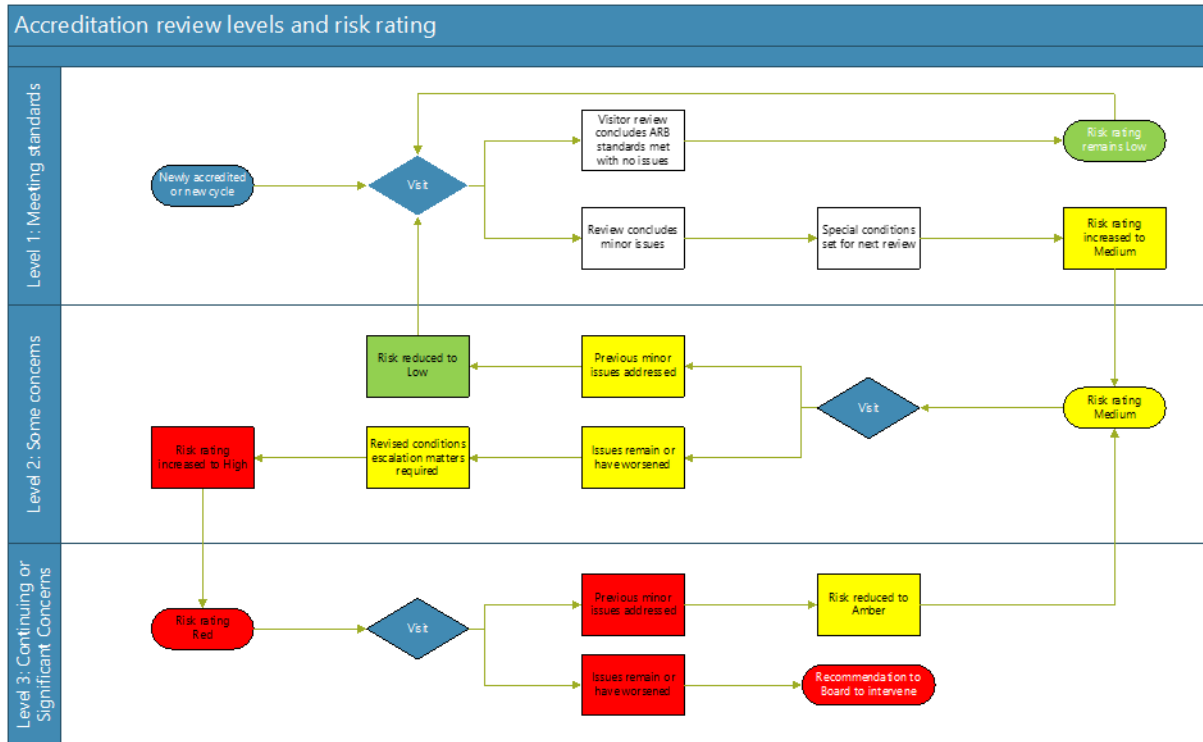 Accreditation review levels and risk rating
Level 1: Meeting standards
Newly accredited
or new cycle
Visit
Visitor review
concludes ARB
standards met
with no issues
Risk rating
remains Low
Review concludes
minor issues
Special conditions
set for next review
Risk rating
increased to
Medium
Level 2: Some concerns
Risk reduced to
Low
Previous minor
issues addressed
Visit
Risk rating
Medium
Risk rating
increased to High
Revised conditions
escalation matters
required
Issues remain or
have worsened
Level 3: Continuing or
Significant Concerns
Risk rating
Red
Visit
Previous minor
issues addressed
Risk reduced to
Amber
Issues remain or
have worsened
Recommendation to
Board to intervene